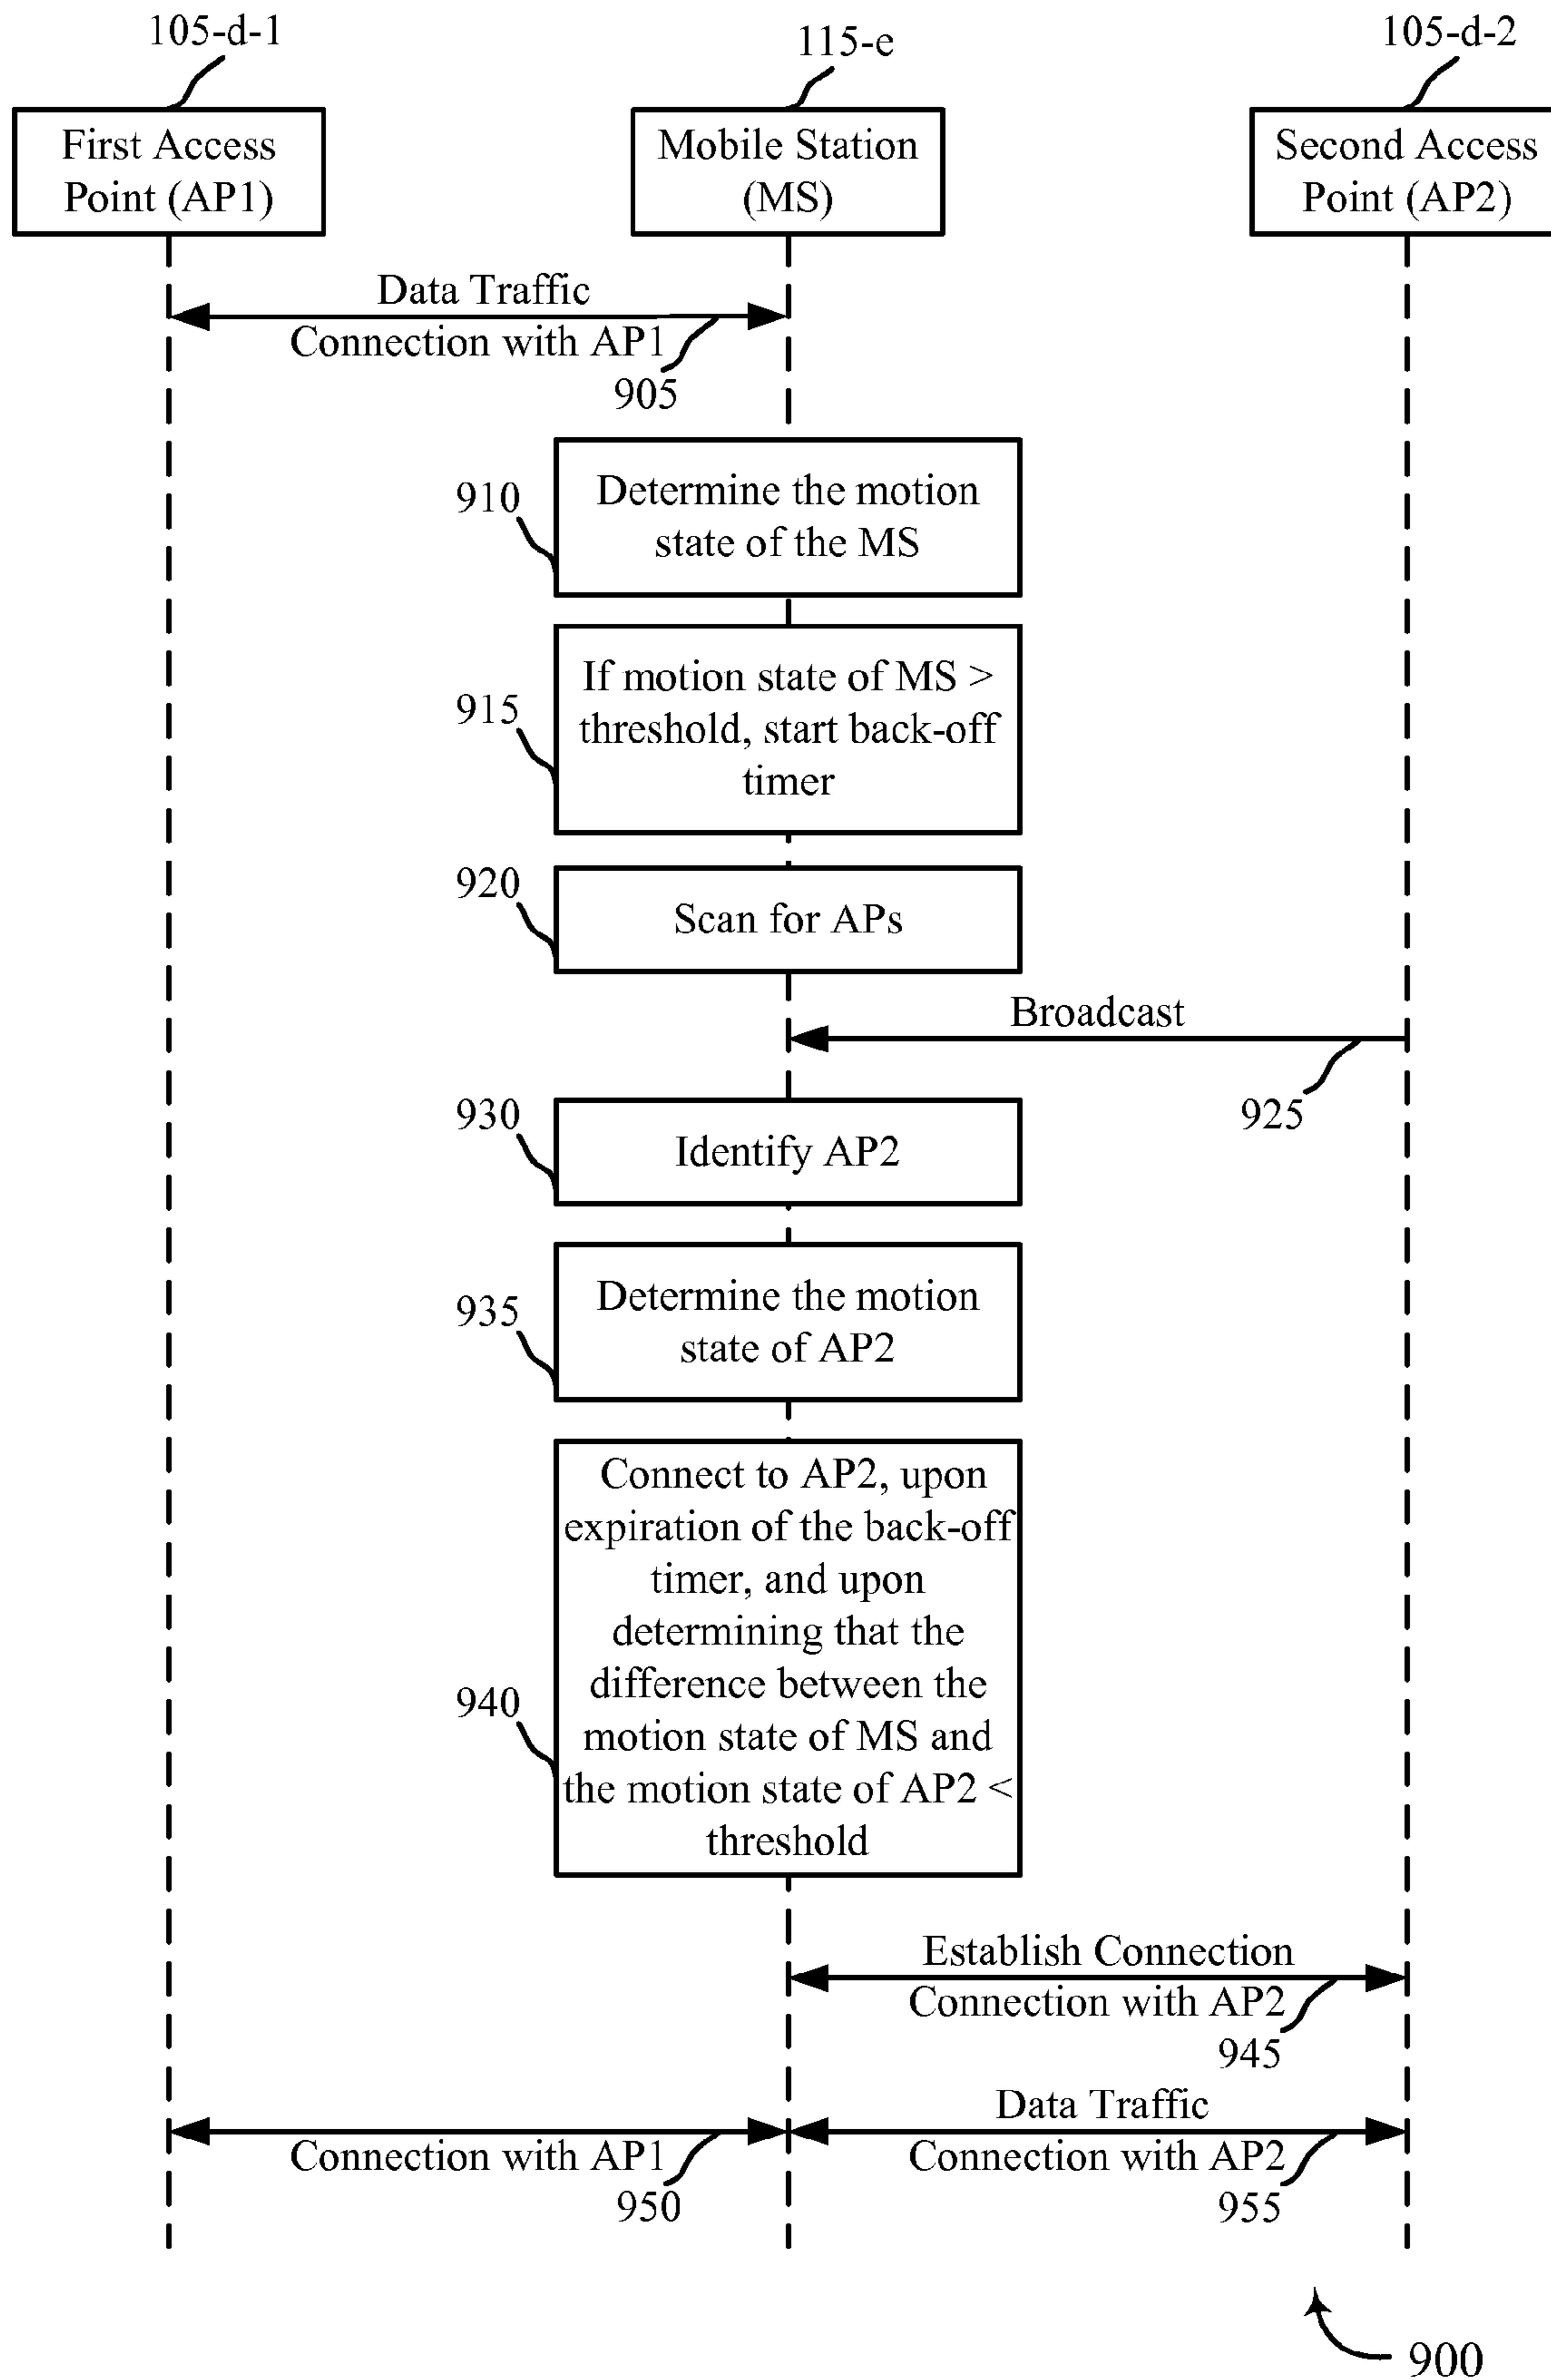 105-d-1
115-e
105-d-2
First Access
Point (AP1)
Mobile Station
(MS)
Second Access
Point (AP2)
Data Traffic
Connection with AP1
905
910
Determine the motion
state of the MS
915
If motion state of MS >
threshold, start back-off
timer
920
Scan for APs
Broadcast
925
930
Identify AP2
935
Determine the motion
state of AP2
940
Connect to AP2, upon
expiration of the back-off
timer, and upon
determining that the
difference between the
motion state of MS and
the motion state of AP2 <
threshold
Establish Connection
Connection with AP2
945
Connection with AP1
950
Data Traffic
Connection with AP2
955
900